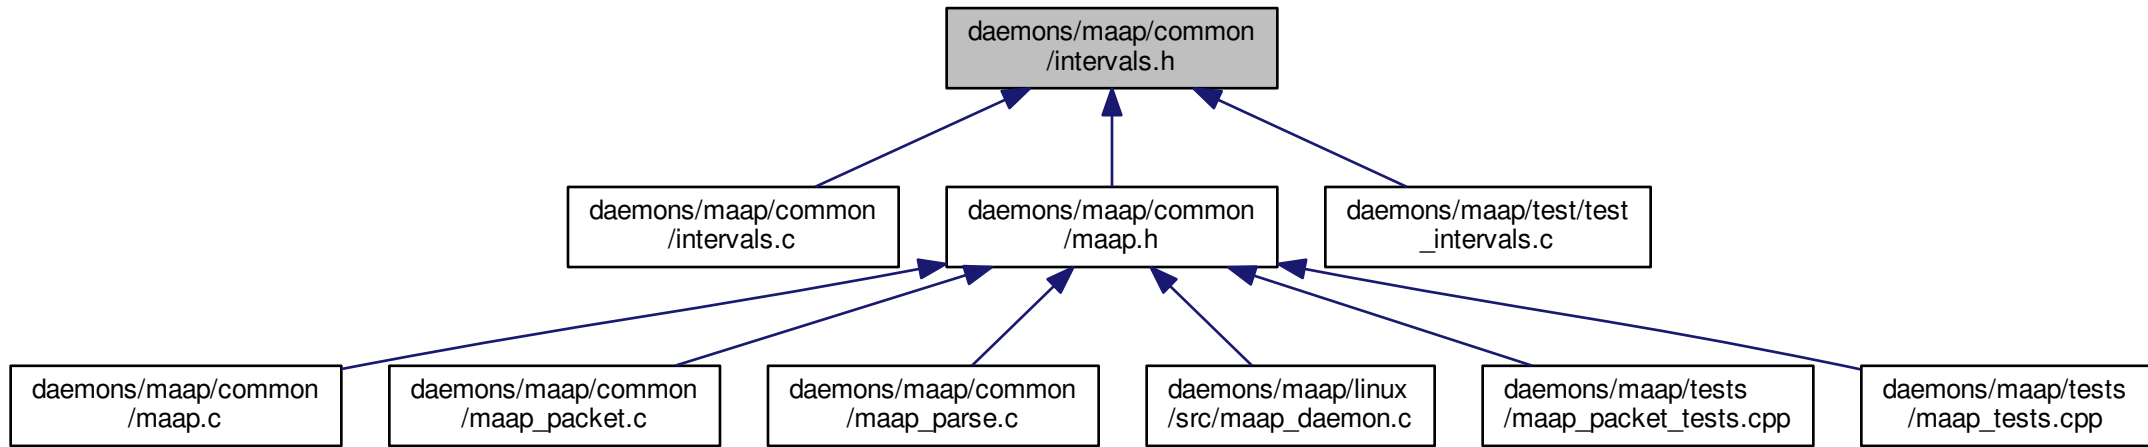 daemons/maap/common
/intervals.h
daemons/maap/common
/intervals.c
daemons/maap/common
/maap.h
daemons/maap/test/test
_intervals.c
daemons/maap/common
/maap.c
daemons/maap/common
/maap_packet.c
daemons/maap/common
/maap_parse.c
daemons/maap/linux
/src/maap_daemon.c
daemons/maap/tests
/maap_packet_tests.cpp
daemons/maap/tests
/maap_tests.cpp